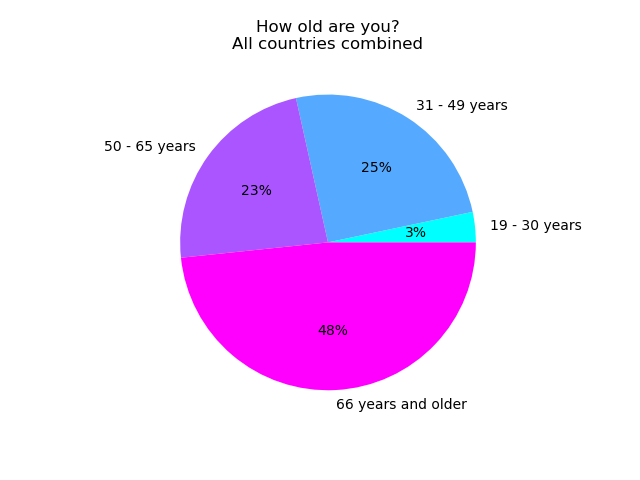 How old are you?
All countries combined
31 - 49 years
50 - 65 years
25%
23%
19 - 30 years
3%
48%
66 years and older